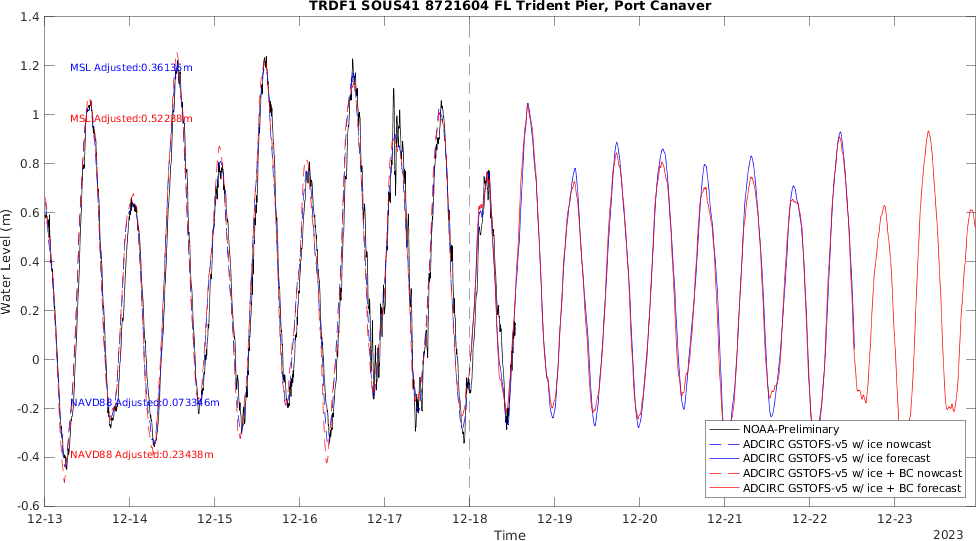 TRDF1 SOUS41 8721604 FL Trident Pier, Port Canaver
1.4
1.2
1
0.8
0.6
0.4
0.2
0
-0.2
-0.4
-0.6
Water Level (m)
MSL Adjusted:0.36135m
MSL Adjusted:0.52238m
NAVD88 Adjusted:0.073346m
NAVD88 Adjusted:0.23438m
NOAA-Preliminary
ADCIRC GSTOFS-v5 w/ ice nowcast
ADCIRC GSTOFS-v5 w/ ice forecast
ADCIRC GSTOFS-v5 w/ ice + BC nowcast
ADCIRC GSTOFS-v5 w/ ice + BC forecast
12-13 12-14 12-15 12-16 12-17 12-18 12-19 12-20 12-21 12-22 12-23
Time
2023